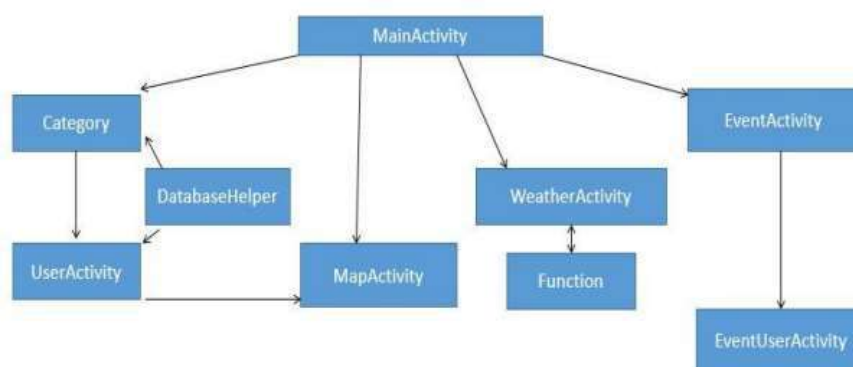 MainActivity
Category
EventActivity
DatabaseHelper
WeatherActivity
UserActivity
MapActivity
Function
EventUserActivity